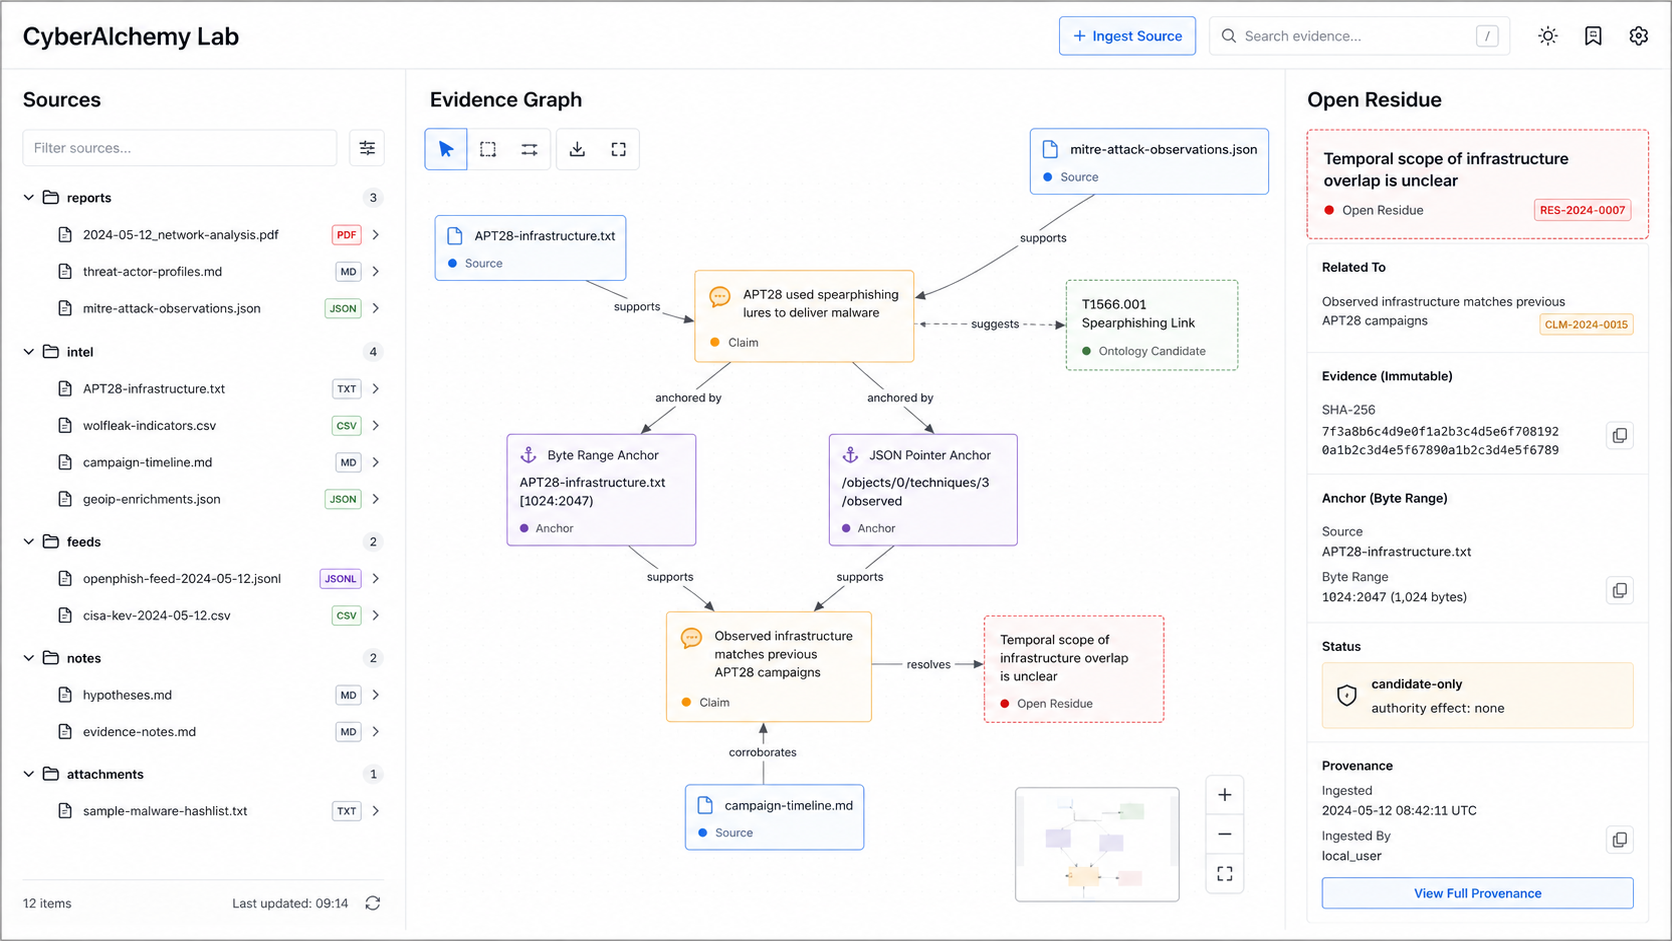 CyberAlchemy Lab
+ Ingest Source
Search evidence...
/
Sources
Filter sources...
reports
3
2024-05-12_network-analysis.pdf
PDF
threat-actor-profiles.md
MD
mitre-attack-observations.json
JSON
intel
4
APT28-infrastructure.txt
TXT
wolfleak-indicators.csv
CSV
campaign-timeline.md
MD
geoip-enrichments.json
JSON
feeds
2
openphish-feed-2024-05-12.jsonl
JSONL
cisa-kev-2024-05-12.csv
CSV
notes
2
hypotheses.md
MD
evidence-notes.md
MD
attachments
1
sample-malware-hashlist.txt
TXT
12 items
Last updated: 09:14
Evidence Graph
mitre-attack-observations.json
Source
APT28-infrastructure.txt
Source
supports
supports
APT28 used spearphishing
lures to deliver malware
Claim
suggests
T1566.001
Spearphishing Link
Ontology Candidate
anchored by
anchored by
Byte Range Anchor
APT28-infrastructure.txt
[1024:2047)
Anchor
JSON Pointer Anchor
/objects/0/techniques/3
/observed
Anchor
supports
supports
Observed infrastructure
matches previous
APT28 campaigns
Claim
resolves
Temporal scope of
infrastructure overlap
is unclear
Open Residue
corroborates
campaign-timeline.md
Source
Open Residue
Temporal scope of infrastructure
overlap is unclear
Open Residue
RES-2024-0007
Related To
Observed infrastructure matches previous
APT28 campaigns
CLM-2024-0015
Evidence (Immutable)
SHA-256
7f3a8b6c4d9e0f1a2b3c4d5e6f708192
0a1b2c3d4e5f67890a1b2c3d4e5f6789
Anchor (Byte Range)
Source
APT28-infrastructure.txt
Byte Range
1024:2047 (1,024 bytes)
Status
candidate-only
authority effect: none
Provenance
Ingested
2024-05-12 08:42:11 UTC
Ingested By
local_user
View Full Provenance